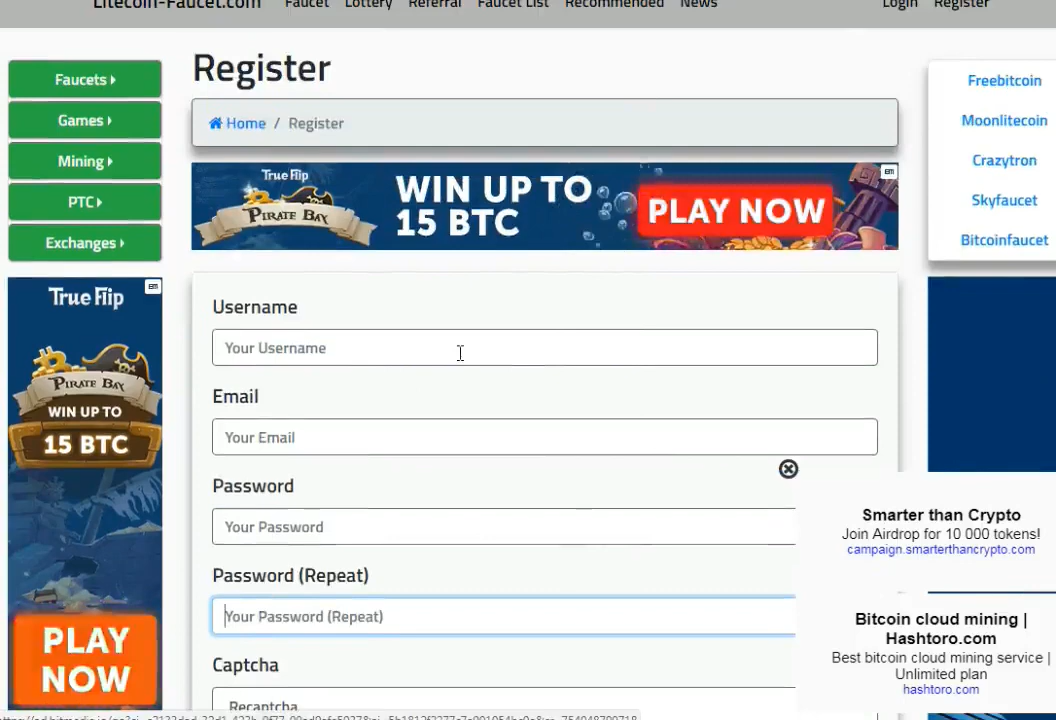 Litecoin-Faucet.com Faucet Lottery Referral Faucet List Recommended News Login Register
Faucets
Games
Mining
PTC
Exchanges
Register
Home / Register
True Flip
PIRATE BAY
WIN UP TO
15 BTC
PLAY NOW
Freebitcoin
Moonlitecoin
Crazytron
Skyfaucet
Bitcoinfaucet
True Flip
PIRATE BAY
WIN UP TO
15 BTC
PLAY
NOW
Username
Your Username
Email
Your Email
Password
Your Password
Password (Repeat)
Your Password (Repeat)
Captcha
Recaptcha
Smarter than Crypto
Join Airdrop for 10 000 tokens!
campaign.smarterthancrypto.com
Bitcoin cloud mining |
Hashtoro.com
Best bitcoin cloud mining service |
Unlimited plan
hashtoro.com